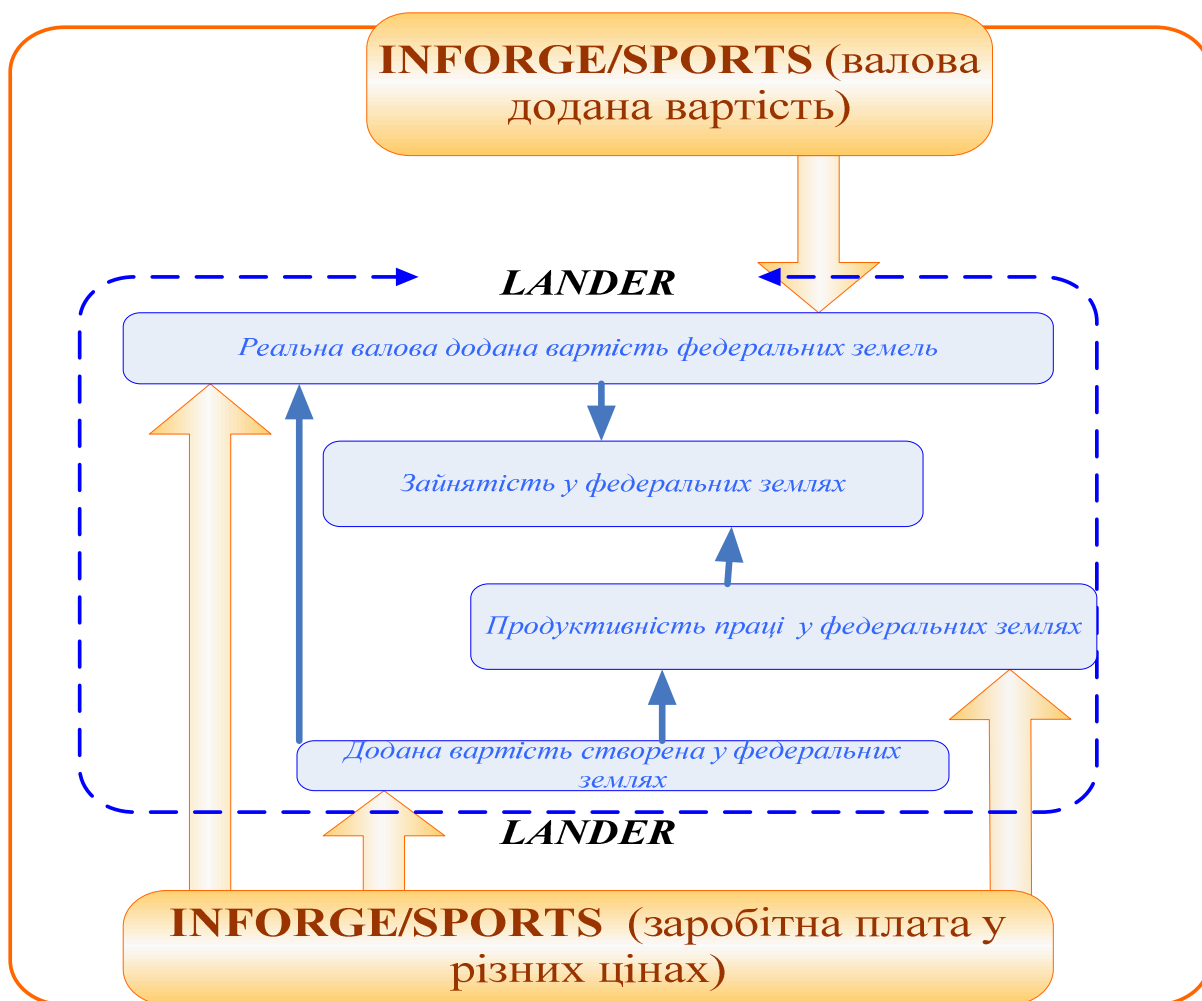 INFORGE/SPORTS (валова
додана вартість)
LANDER
Реальна валова додана вартість федеральних земель
Зайнятість у федеральних землях
Продуктивність праці у федеральних землях
Додана вартість створена у федеральних
землях
LANDER
INFORGE/SPORTS (заробітна плата у
різних цінах)